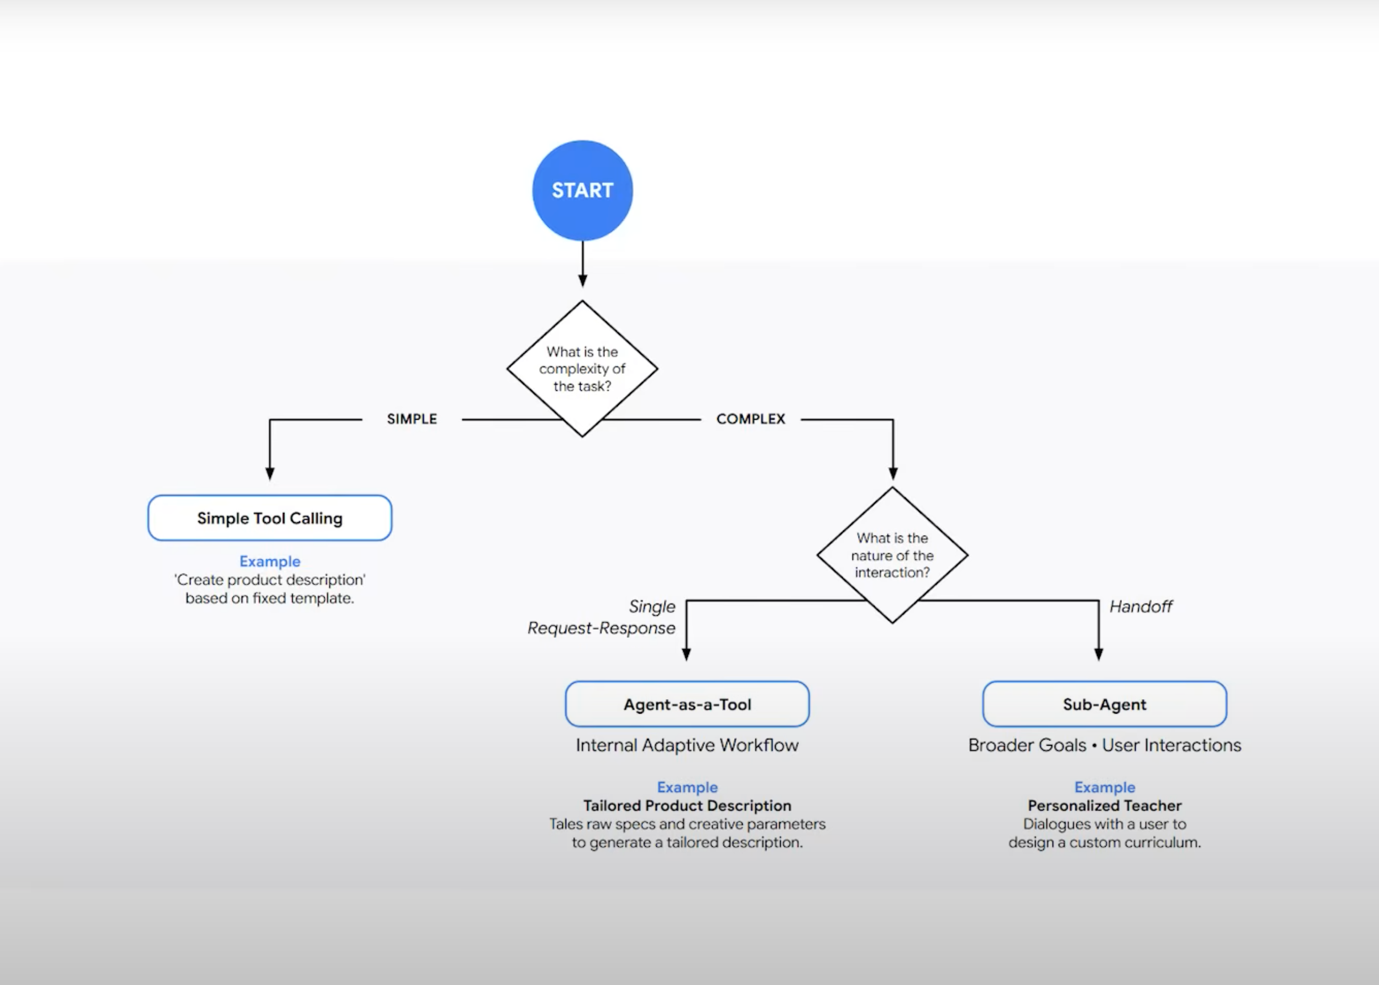 START
What is the
complexity of
the task?
SIMPLE
COMPLEX
Simple Tool Calling
Example
'Create product description'
based on fixed template.
What is the
nature of the
interaction?
Single
Request-Response
Handoff
Agent-as-a-Tool
Internal Adaptive Workflow
Example
Tailored Product Description
Tales raw specs and creative parameters
to generate a tailored description.
Sub-Agent
Broader Goals • User Interactions
Example
Personalized Teacher
Dialogues with a user to
design a custom curriculum.